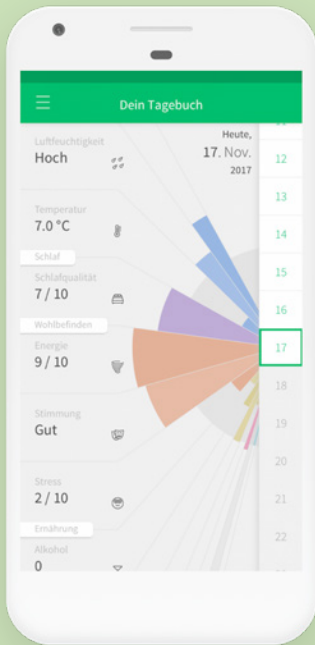 Dein Tagebuch
Heute,
17. Nov.
2017
Luftfeuchtigkeit
Hoch
Temperatur
7.0 °C
Schlaf
Schlafqualität
7 / 10
Wohlbefinden
Energie
9 / 10
Stimmung
Gut
Stress
2 / 10
Ernährung
Alkohol
0
12
13
14
15
16
17
18
19
20
21
22